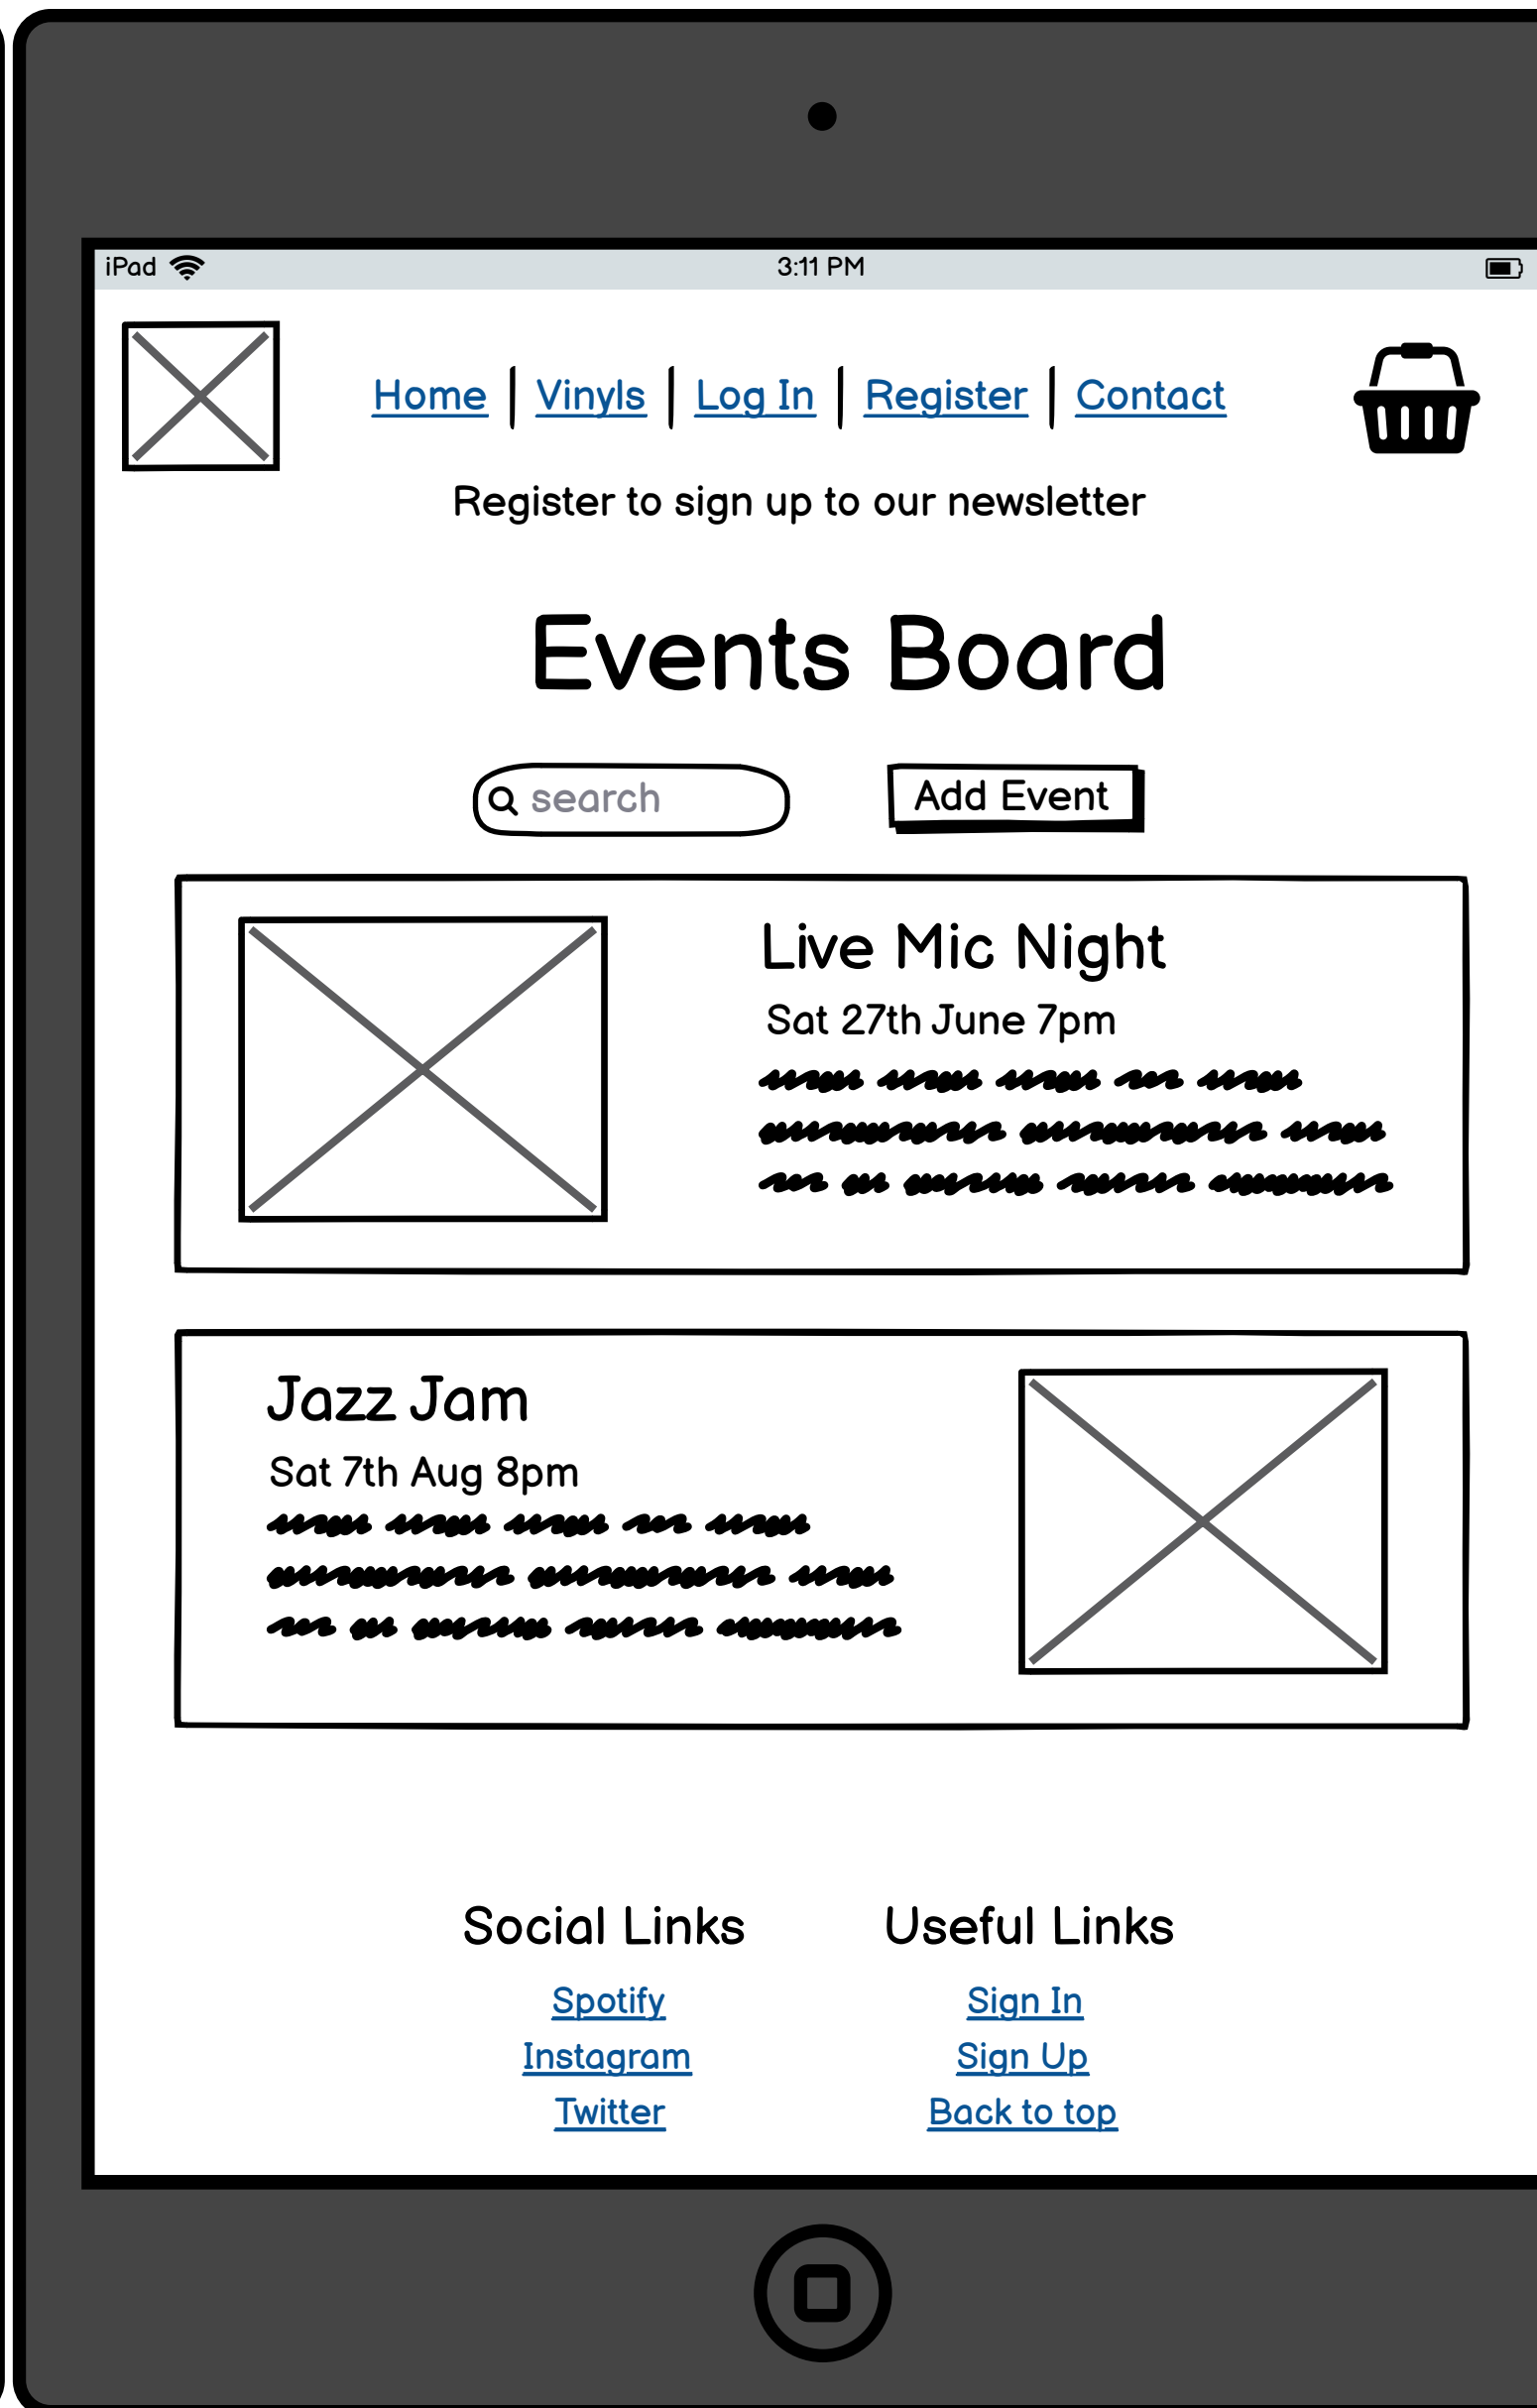 iPad 3:11 PM
Home | Vinyls | Log In | Register | Contact
Register to sign up to our newsletter
Events Board
search
Add Event
Live Mic Night
Sat 27th June 7pm
Jazz Jam
Sat 7th Aug 8pm
Social Links
Spotify
Instagram
Twitter
Useful Links
Sign In
Sign Up
Back to top